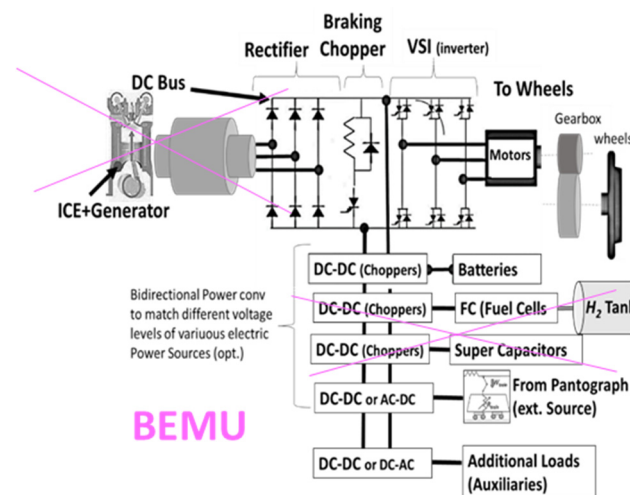 Braking
Chopper
Rectifier
VSI (inverter)
DC Bus
To Wheels
Gearbox
wheels
Motors
ICE+Generator
DC-DC (Choppers)
Batteries
Bidirectional Power conv
to match different voltage
levels of variuous electric
Power Sources (opt.)
DC-DC (Choppers)
FC (Fuel Cells
H2 Tank
DC-DC (Choppers)
Super Capacitors
DC-DC or AC-DC
From Pantograph
(ext. Source)
BEMU
DC-DC or DC-AC
Additional Loads
(Auxiliaries)